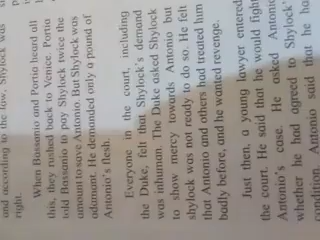 and according to the law, Shylock was
right.
When Bassanio and Portia heard all
this, they rushed back to Venice. Portia
told Bassanio to pay Shylock twice the
amount to save Antonio. But Shylock was
adamant. He demanded only a pound of
Antonio's flesh.
Everyone in the court, including
the Duke, felt that Shylock's demand
was inhuman. The Duke asked Shylock
to show mercy towards Antonio but
shylock was not ready to do so. He felt
that Antonio and others had treated him
badly before, and he wanted revenge.
Just then, a young lawyer entered
the court. He said that he would fight
Antonio's case. He asked Antonio
whether he had agreed to Shylock's
condition. Antonio said that he had